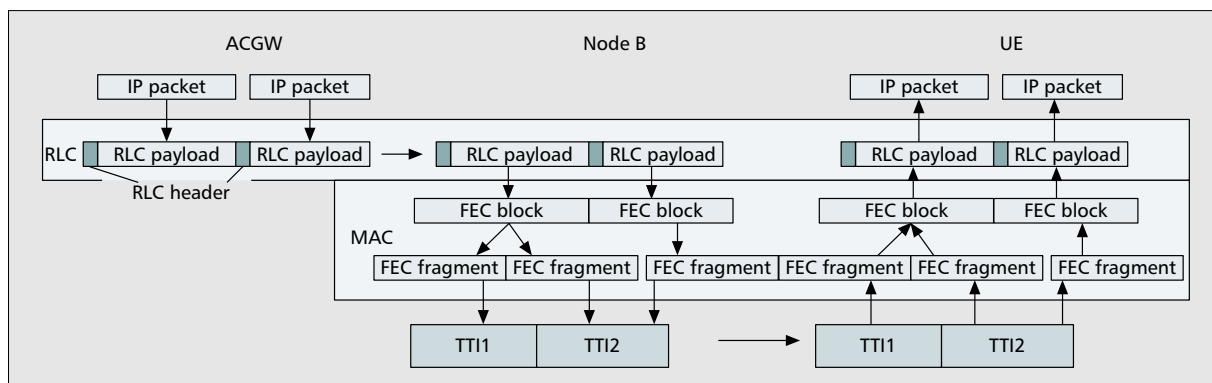 ACGW Node B UE
IP packet IP packet IP packet IP packet
RLC RLC payload RLC payload RLC payload RLC payload RLC payload RLC payload
RLC header
FEC block FEC block FEC block FEC block
MAC
FEC fragment FEC fragment FEC fragment FEC fragment FEC fragment FEC fragment
TTI1 TTI2 TTI1 TTI2